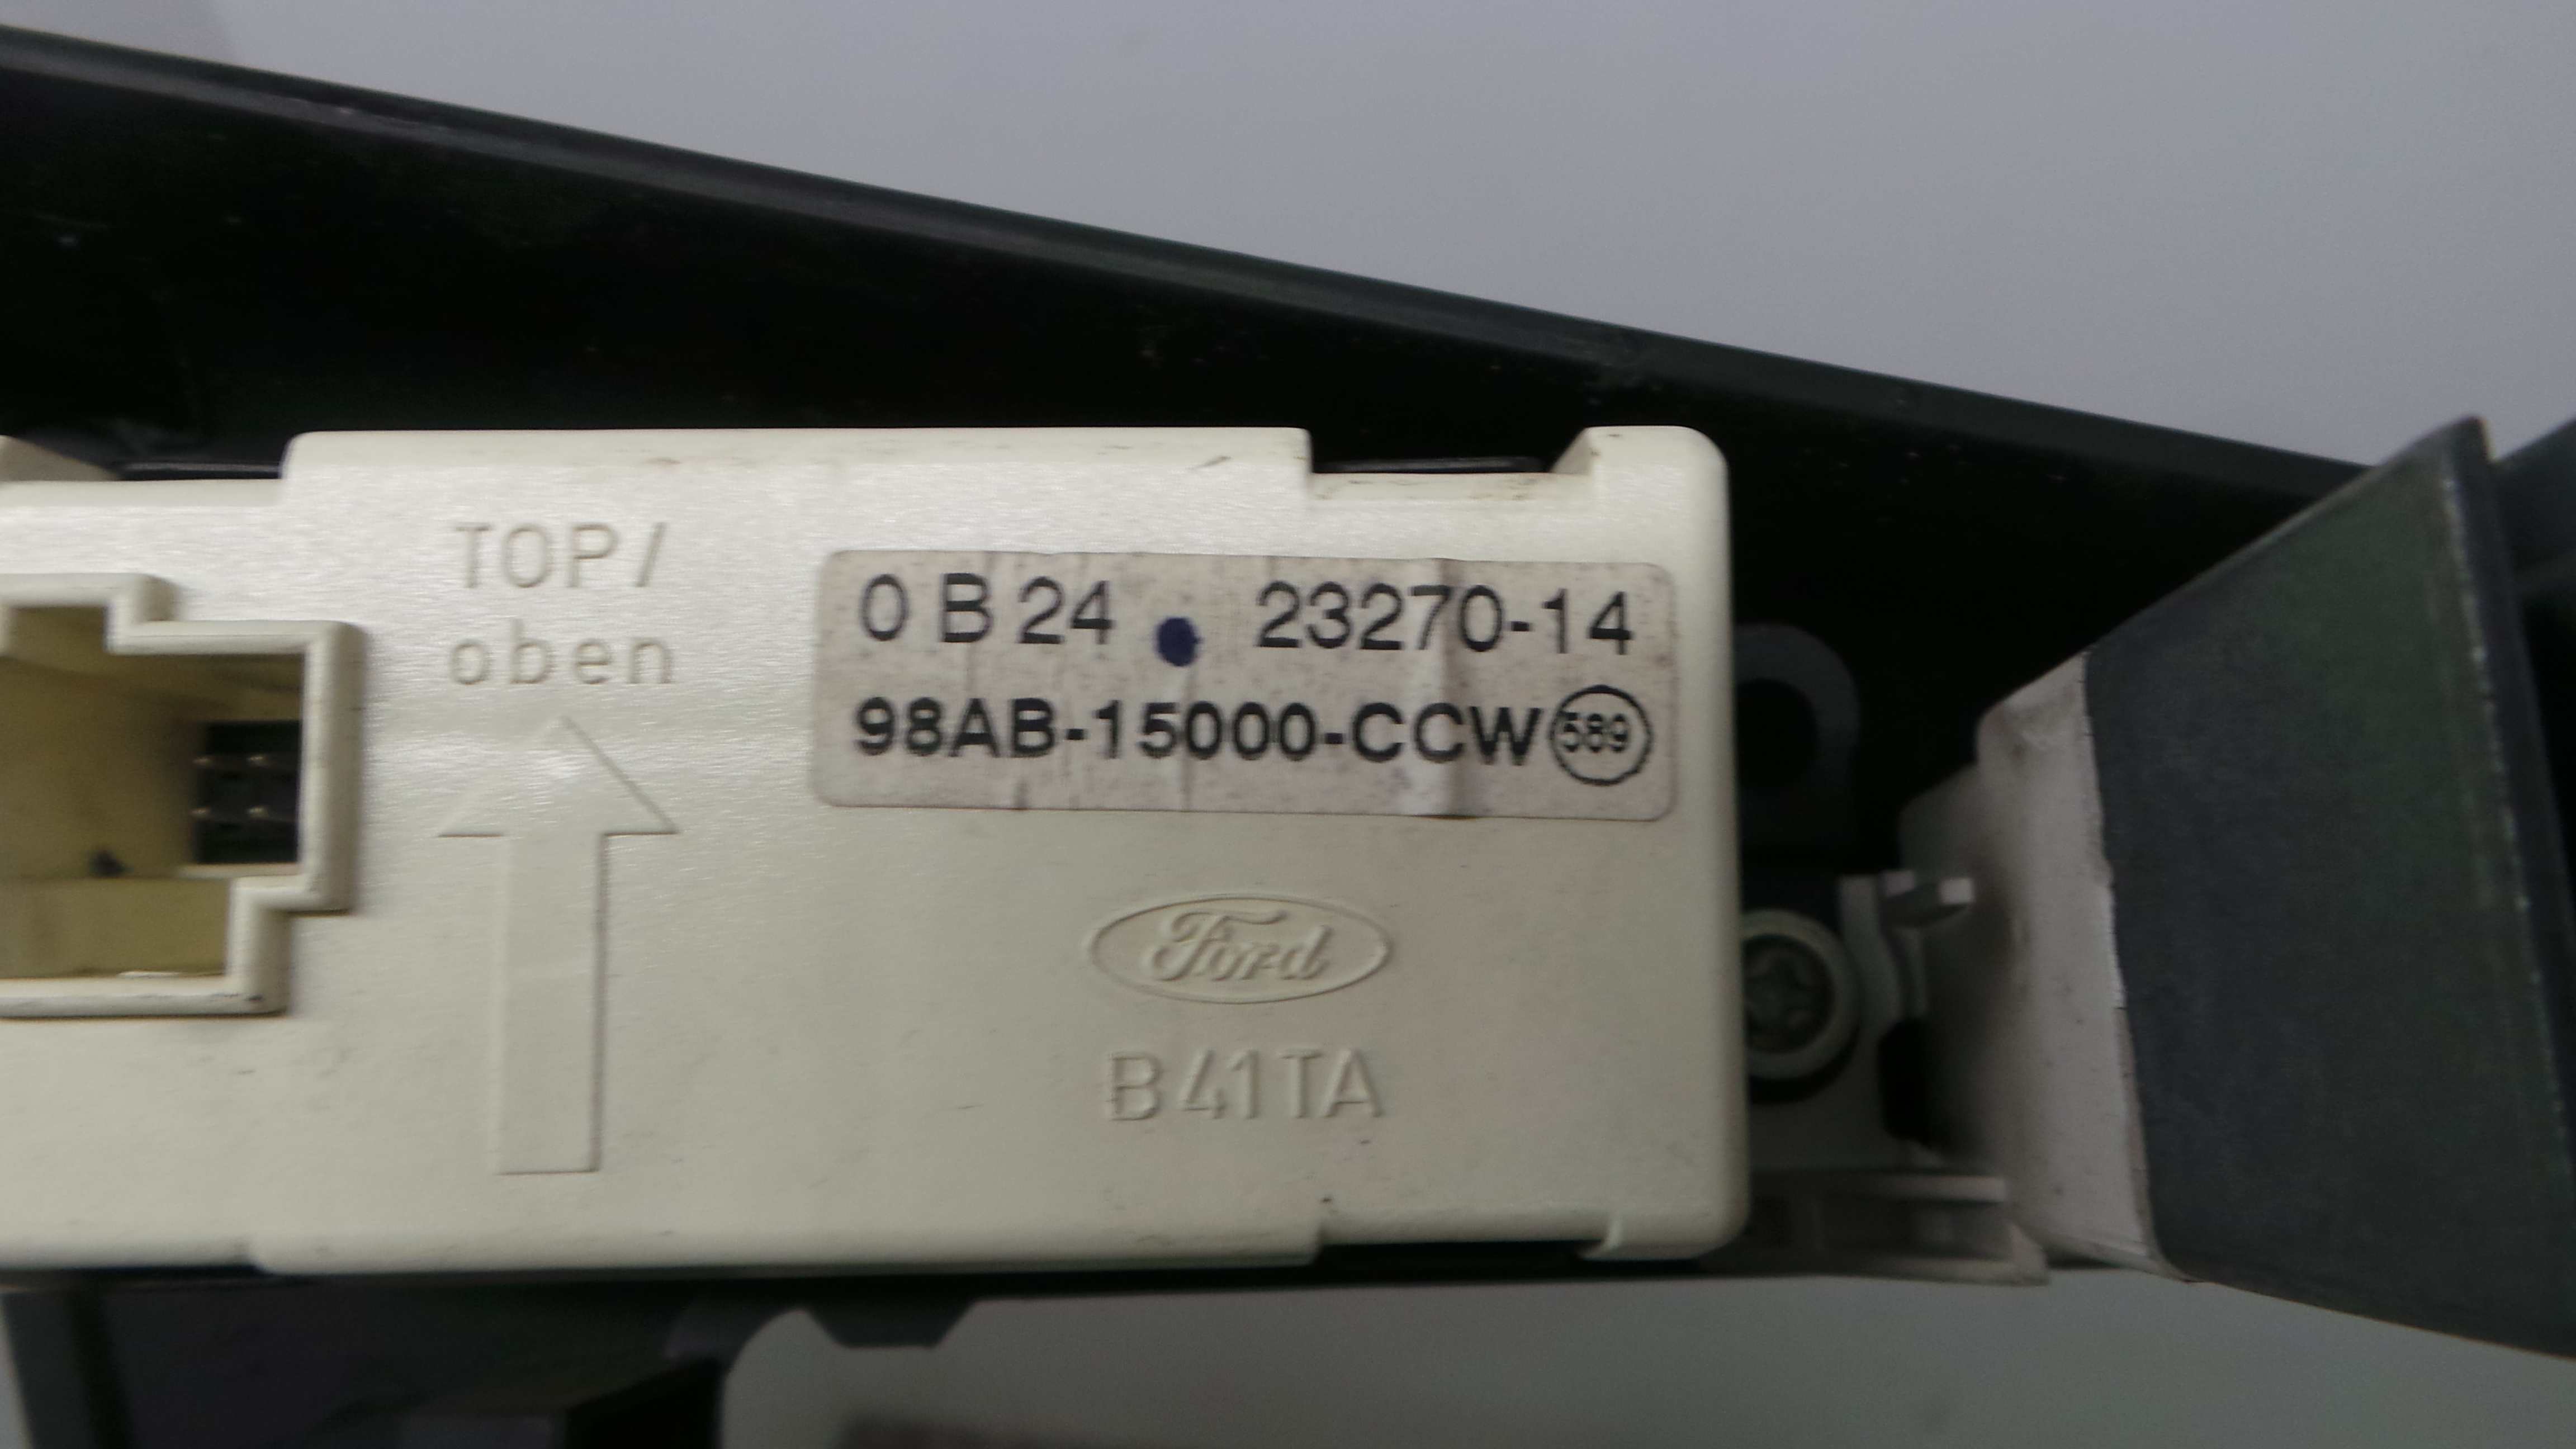 TOP/
oben
0 B 24 23270-14
98AB-15000-CCW 589
Ford
B41TA